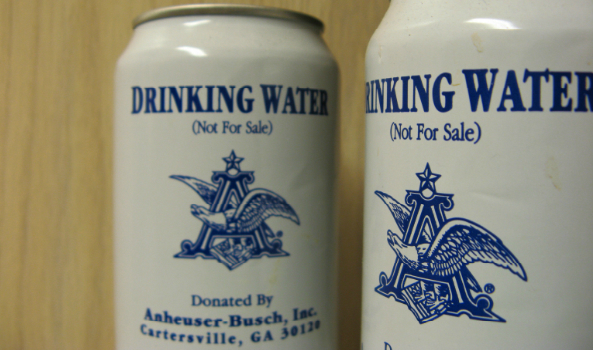 DRINKING WATER
(Not For Sale)
A
®
Donated By
Anheuser-Busch, Inc.
Cartersville, GA 30120
RINKING WATER
(Not For Sale)
A
®